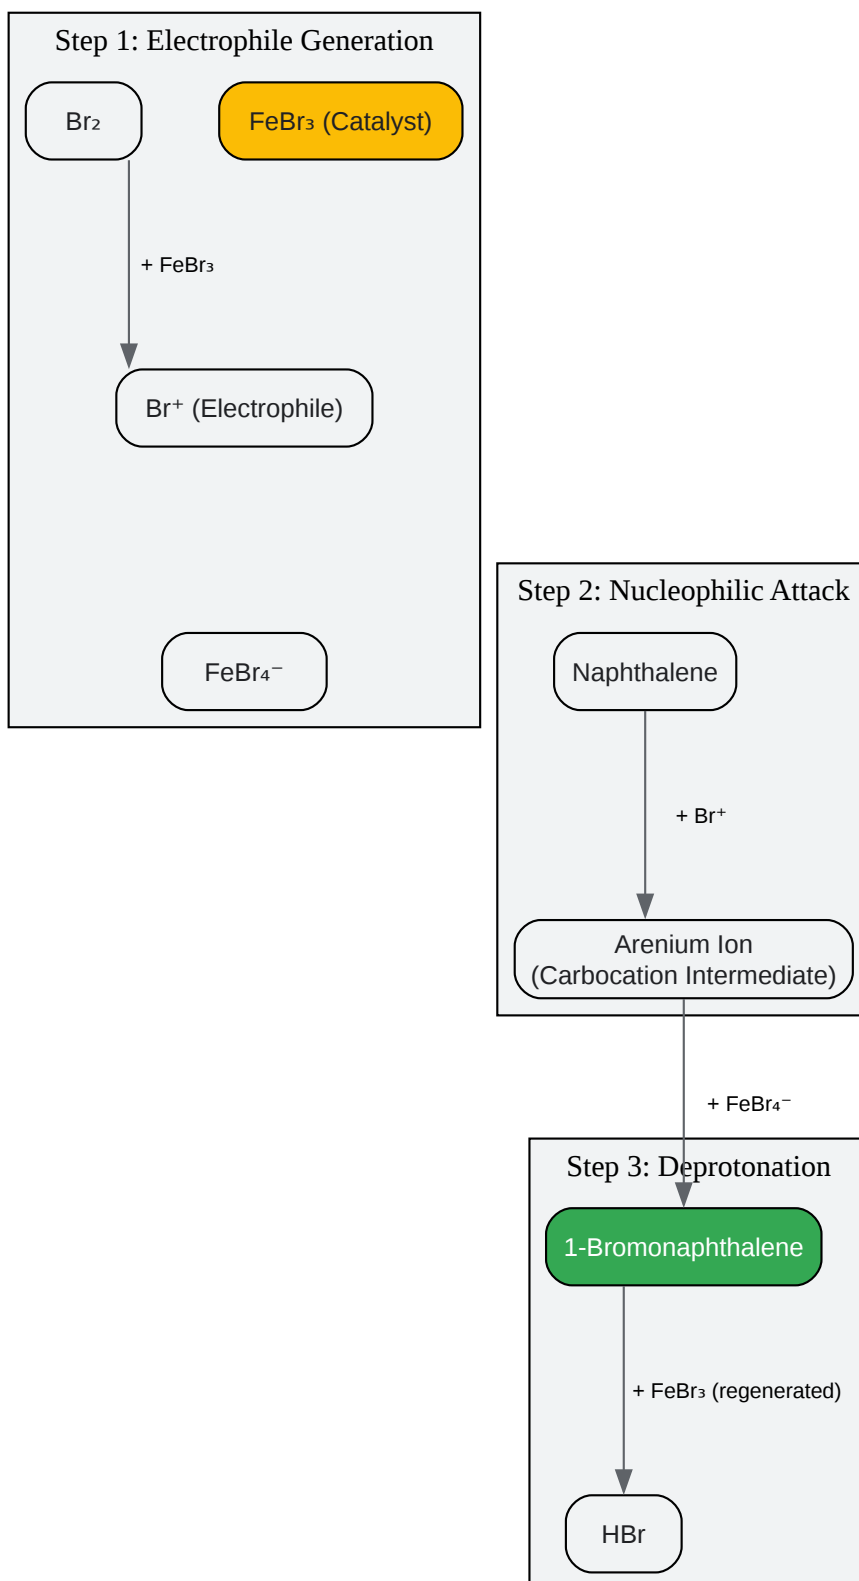 Step 1: Electrophile Generation
Br₂
FeBr₃ (Catalyst)
+ FeBr₃
Br⁺ (Electrophile)
FeBr₄⁻
Step 2: Nucleophilic Attack
Naphthalene
+ Br⁺
Arenium Ion
(Carbocation Intermediate)
+ FeBr₄⁻
Step 3: Deprotonation
1-Bromonaphthalene
+ FeBr₃ (regenerated)
HBr